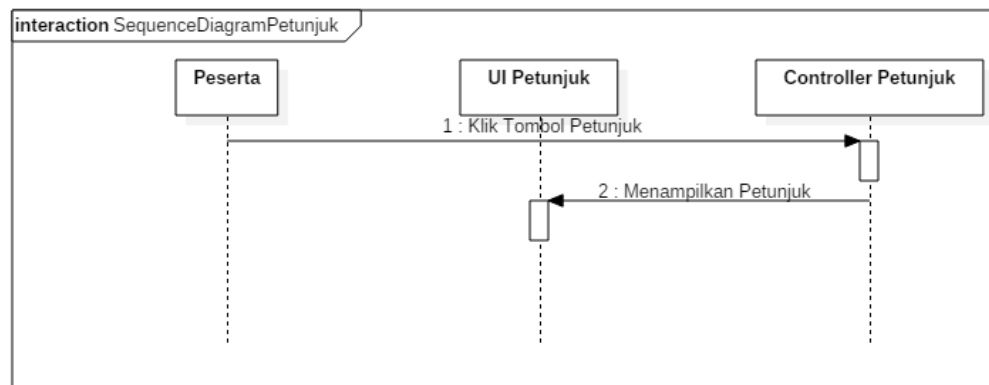 interaction SequenceDiagramPetunjuk
Peserta
UI Petunjuk
Controller Petunjuk
1 : Klik Tombol Petunjuk
2 : Menampilkan Petunjuk